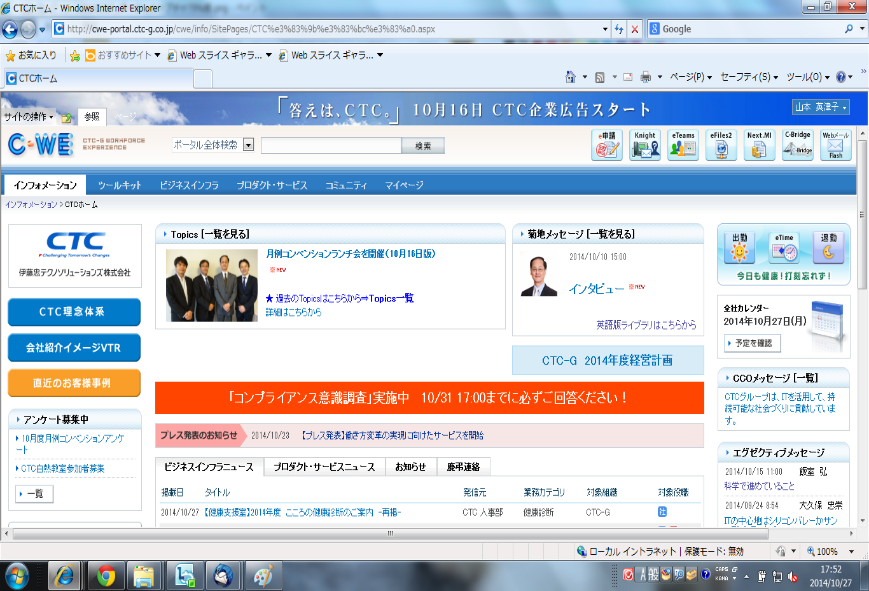 CTCホーム - Windows Internet Explorer
http://cwe-portal.ctc-g.co.jp/cwe/info/SitePages/CTC%e3%83%9b%e3%83%bc%e3%83%a0.aspx
Google
お気に入り おすすめサイト Web スライス ギャラ... Web スライス ギャラ...
CTCホーム
ページ(P) セーフティ(S) ツール(O)
サイトの操作 参照 ページ
「答えは、CTC。」 10月16日 CTC企業広告スタート
山本 英津子
C-WE CTC-G WORKFORCE EXPERIENCE
ポータル全体検索 検索
e申請 Knight eTeams eFiles2 Next.MI C-Bridge Webメール
Bridge Flash
インフォメーション ツールキット ビジネスインフラ プロダクト・サービス コミュニティ マイページ
インフォメーション > CTCホーム
CTC
Challenging Tomorrow's Changes
伊藤忠テクノソリューションズ株式会社
CTC理念体系
会社紹介イメージVTR
直近のお客様事例
アンケート募集中
10月度月例コンベンションアンケート
CTC自熱教室参加者募集
一覧
Topics [一覧を見る]
月例コンベンションランチ会を開催(10月16日版)
NEW
★ 過去のTopicsはこちらから⇒Topics一覧
詳細はこちらから
菊地メッセージ [一覧を見る]
2014/10/10 15:00
インタビュー NEW
英語版ライブラリはこちらから
CTC-G 2014年度経営計画
「コンプライアンス意識調査」実施中 10/31 17:00までに必ずご回答ください！
プレス発表のお知らせ 2014/10/23 【プレス発表】働き方変革の実現に向けたサービスを開始
ビジネスインフラニュース プロダクト・サービスニュース お知らせ 慶弔連絡
掲載日 タイトル 発信元 業務カテゴリ 対象組織 対象役職
2014/10/27 【健康支援室】2014年度 こころの健康診断のご案内 -再掲- CTC 人事部 健康診断 CTC-G
出勤 eTime 退勤
今日も健康！打刻忘れず！
全社カレンダー
2014年10月27日(月)
予定を確認
CGOメッセージ [一覧]
CTCグループは、ITを活用して、持続可能な社会づくりに貢献しています。
エグゼクティブメッセージ
2014/10/15 11:00 飯室 弘
科学で進めていること
2014/08/24 8:54 大久保 忠崇
ITの中心地はシリコンバレーかサン
ローカル イントラネット | 保護モード: 無効
100%
A 般 CAPS KANA
17:52
2014/10/27